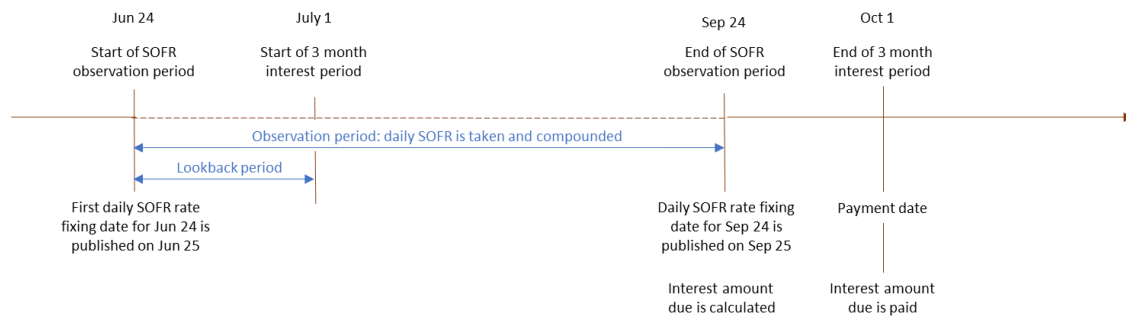 Jun 24
July 1
Sep 24
Oct 1
Start of SOFR
observation period
Start of 3 month
interest period
End of SOFR
observation period
End of 3 month
interest period
Observation period: daily SOFR is taken and compounded
Lookback period
First daily SOFR rate
fixing date for Jun 24 is
published on Jun 25
Daily SOFR rate fixing
date for Sep 24 is
published on Sep 25
Payment date
Interest amount
due is calculated
Interest amount
due is paid